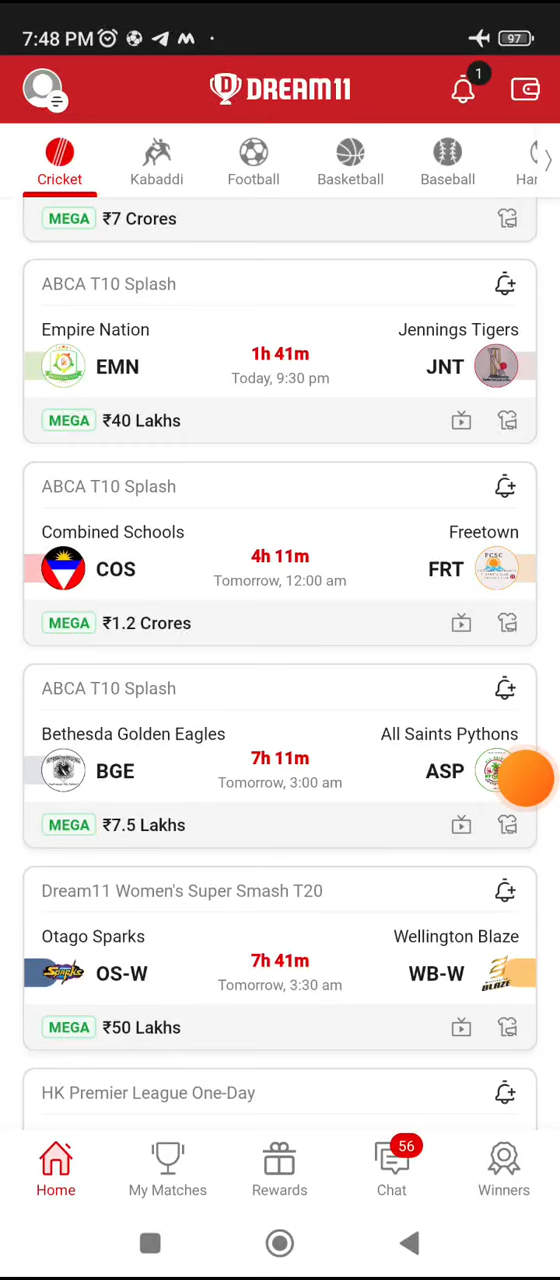 7:48 PM
97
DREAM11
1
Cricket
Kabaddi
Football
Basketball
Baseball
Har
MEGA ₹7 Crores
ABCA T10 Splash
Empire Nation
Jennings Tigers
EMN
1h 41m
JNT
Today, 9:30 pm
MEGA ₹40 Lakhs
ABCA T10 Splash
Combined Schools
Freetown
COS
4h 11m
FRT
Tomorrow, 12:00 am
MEGA ₹1.2 Crores
ABCA T10 Splash
Bethesda Golden Eagles
All Saints Pythons
BGE
7h 11m
ASP
Tomorrow, 3:00 am
MEGA ₹7.5 Lakhs
Dream11 Women's Super Smash T20
Otago Sparks
Wellington Blaze
Sparks
OS-W
7h 41m
WB-W
BLAZE
Tomorrow, 3:30 am
MEGA ₹50 Lakhs
HK Premier League One-Day
56
Home
My Matches
Rewards
Chat
Winners